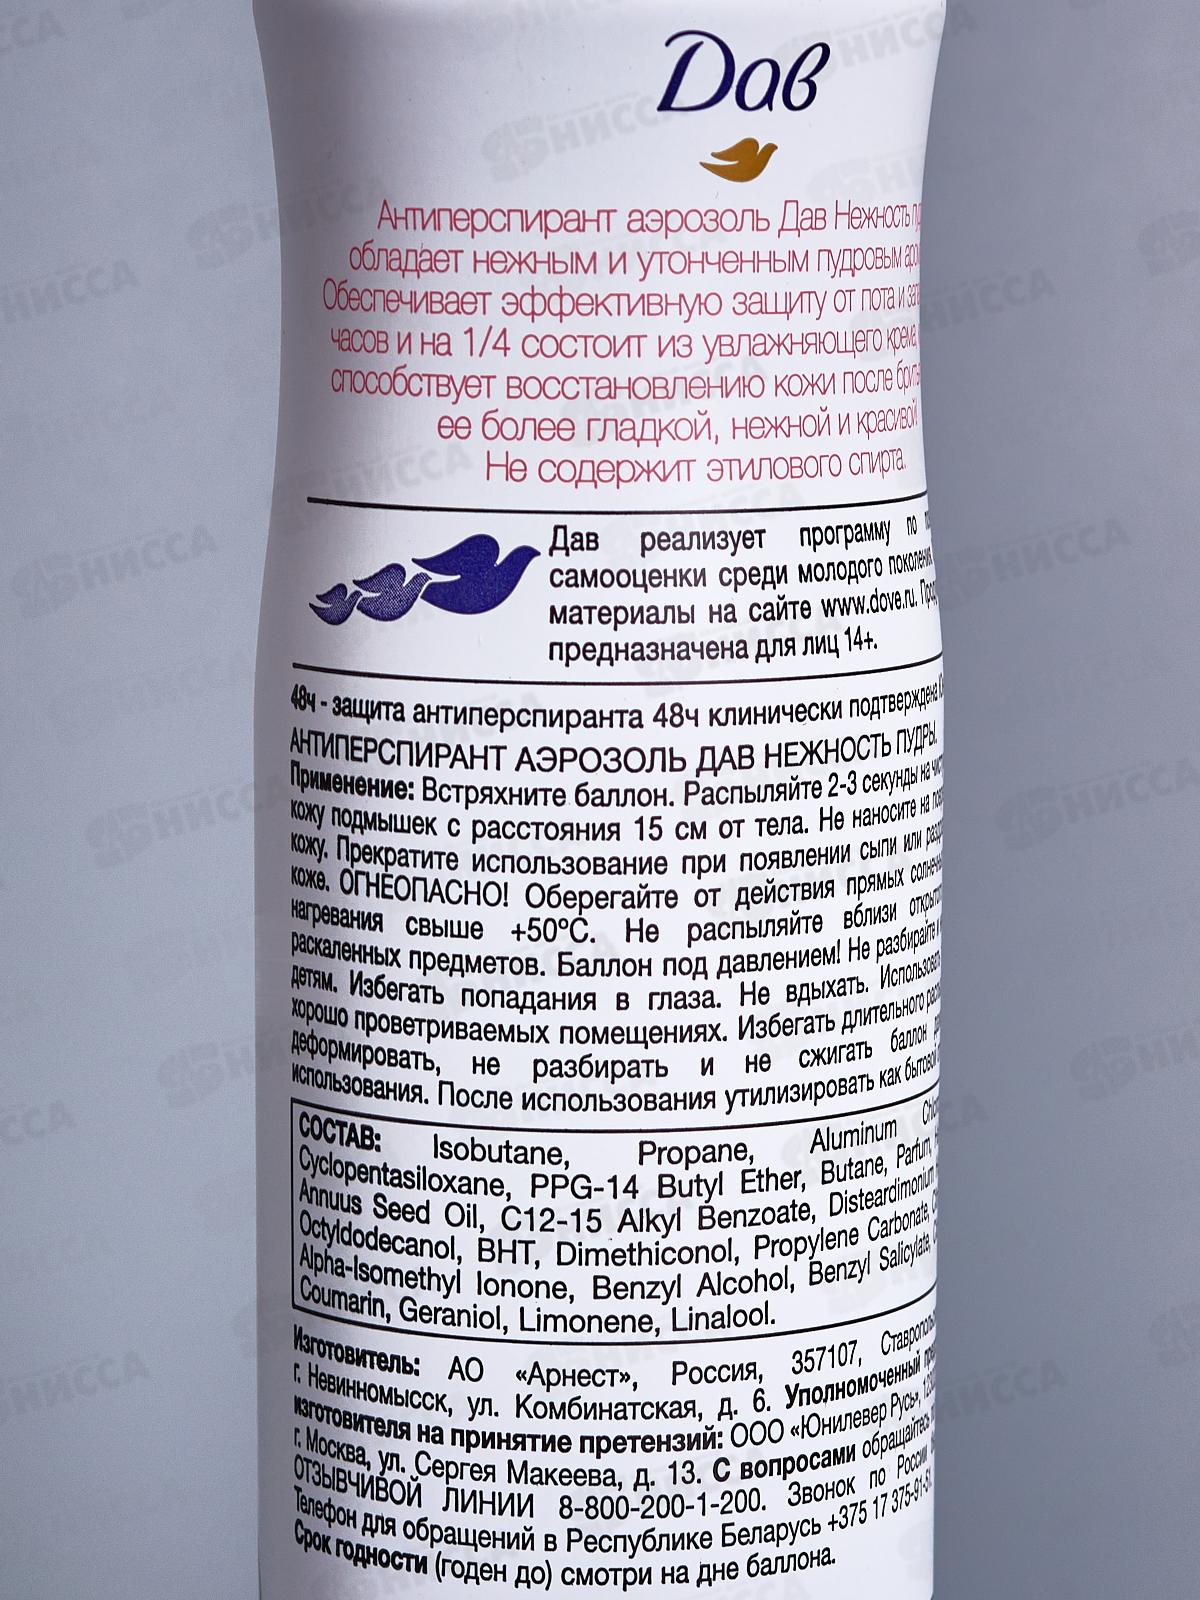 Дав
Антиперспирант аэрозоль Дав Нежность
обладает нежным и утонченным пудровым
Обеспечивает эффективную защиту от пота и
часов и на 1/4 состоит из увлажняющего крема,
способствует восстановлению кожи после
ее более гладкой, нежной и красивой!
Не содержит этилового спирта.
Дав реализует программу по
самооценки среди молодого поколения.
материалы на сайте www.dove.ru.
предназначена для лиц 14+.
48ч - защита антиперспиранта 48ч клинически подтверждена
АНТИПЕРСПИРАНТ АЭРОЗОЛЬ ДАВ НЕЖНОСТЬ ПУДРЫ.
Применение: Встряхните баллон. Распыляйте 2-3 секунды на
кожу подмышек с расстояния 15 см от тела. Не наносите на
кожу. Прекратите использование при появлении сыпи или
коже. ОГНЕОПАСНО! Оберегайте от действия прямых
нагревания свыше +50°С. Не распыляйте вблизи
раскаленных предметов. Баллон под давлением! Не разбирайте и
детям. Избегать попадания в глаза. Не вдыхать.
хорошо проветриваемых помещениях. Избегать длительного
деформировать, не разбирать и не сжигать баллон
использования. После использования утилизировать как бытовой
СОСТАВ: Isobutane, Propane, Aluminum
Cyclopentasiloxane, PPG-14 Butyl Ether, Butane, Parfum,
Annuus Seed Oil, C12-15 Alkyl Benzoate, Disteardimonium
Octyldodecanol, BHT, Dimethiconol, Propylene Carbonate,
Alpha-Isomethyl Ionone, Benzyl Alcohol, Benzyl Salicylate,
Coumarin, Geraniol, Limonene, Linalool.
Изготовитель: АО «Арнест», Россия, 357107,
г. Невинномысск, ул. Комбинатская, д. 6. Уполномоченный
изготовителя на принятие претензий: ООО «Юнилевер Русь»,
г. Москва, ул. Сергея Макеева, д. 13. С вопросами обращайтесь
ОТЗЫВЧИВОЙ ЛИНИИ 8-800-200-1-200. Звонок по России
Телефон для обращений в Республике Беларусь +375 17 375-91-51.
Срок годности (годен до) смотри на дне баллона.